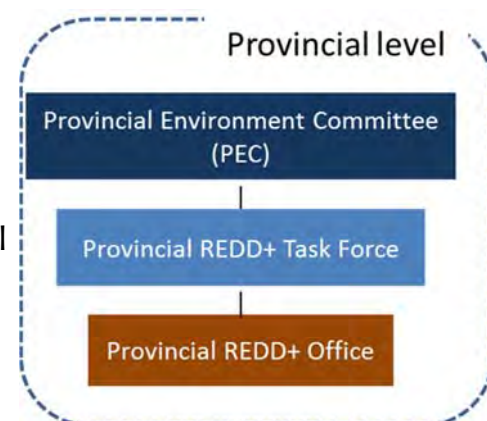 Provincial level
Provincial Environment Committee
(PEC)
Provincial REDD+ Task Force
Provincial REDD+ Office